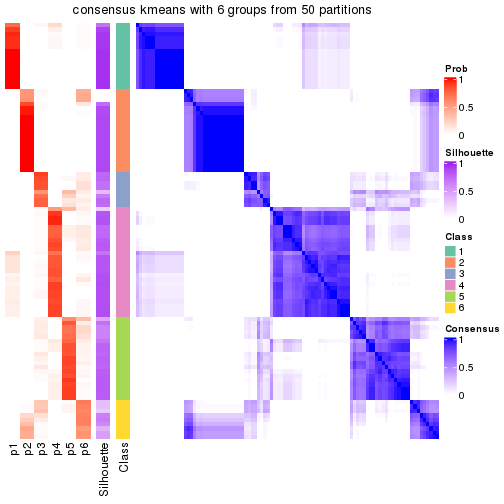 consensus kmeans with 6 groups from 50 partitions
Prob
1
0.5
0
Silhouette
1
0.5
0
Class
1
2
3
4
5
6
Consensus
1
0.5
0
p1
p2
p3
p4
p5
p6
Silhouette
Class